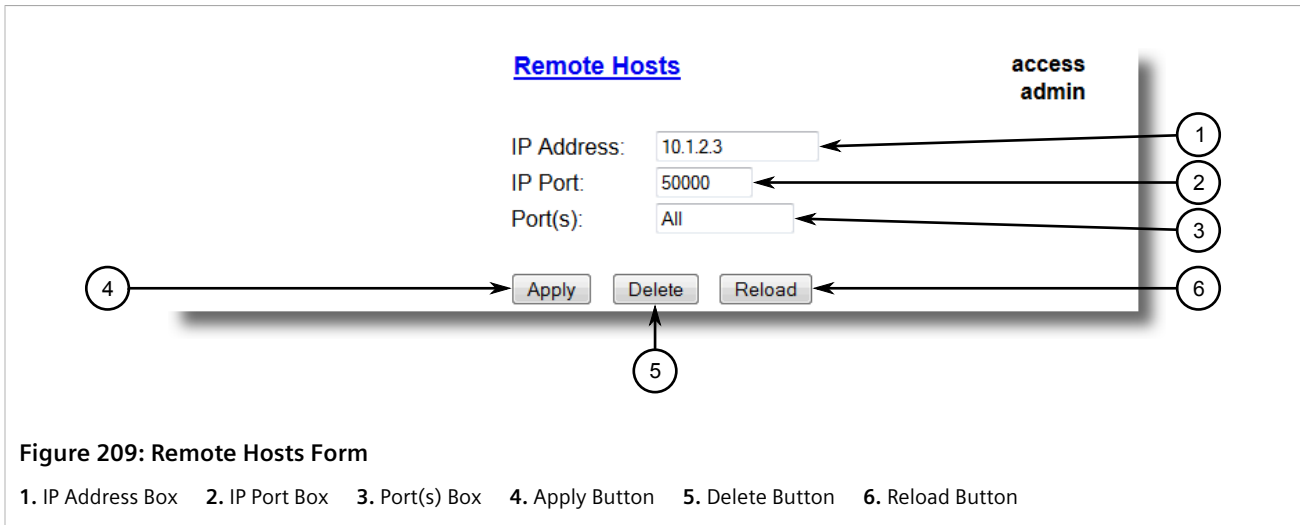 Remote Hosts
access
admin
IP Address: 10.1.2.3
1
IP Port: 50000
2
Port(s): All
3
4
Apply Delete Reload
6
5
Figure 209: Remote Hosts Form
1. IP Address Box 2. IP Port Box 3. Port(s) Box 4. Apply Button 5. Delete Button 6. Reload Button